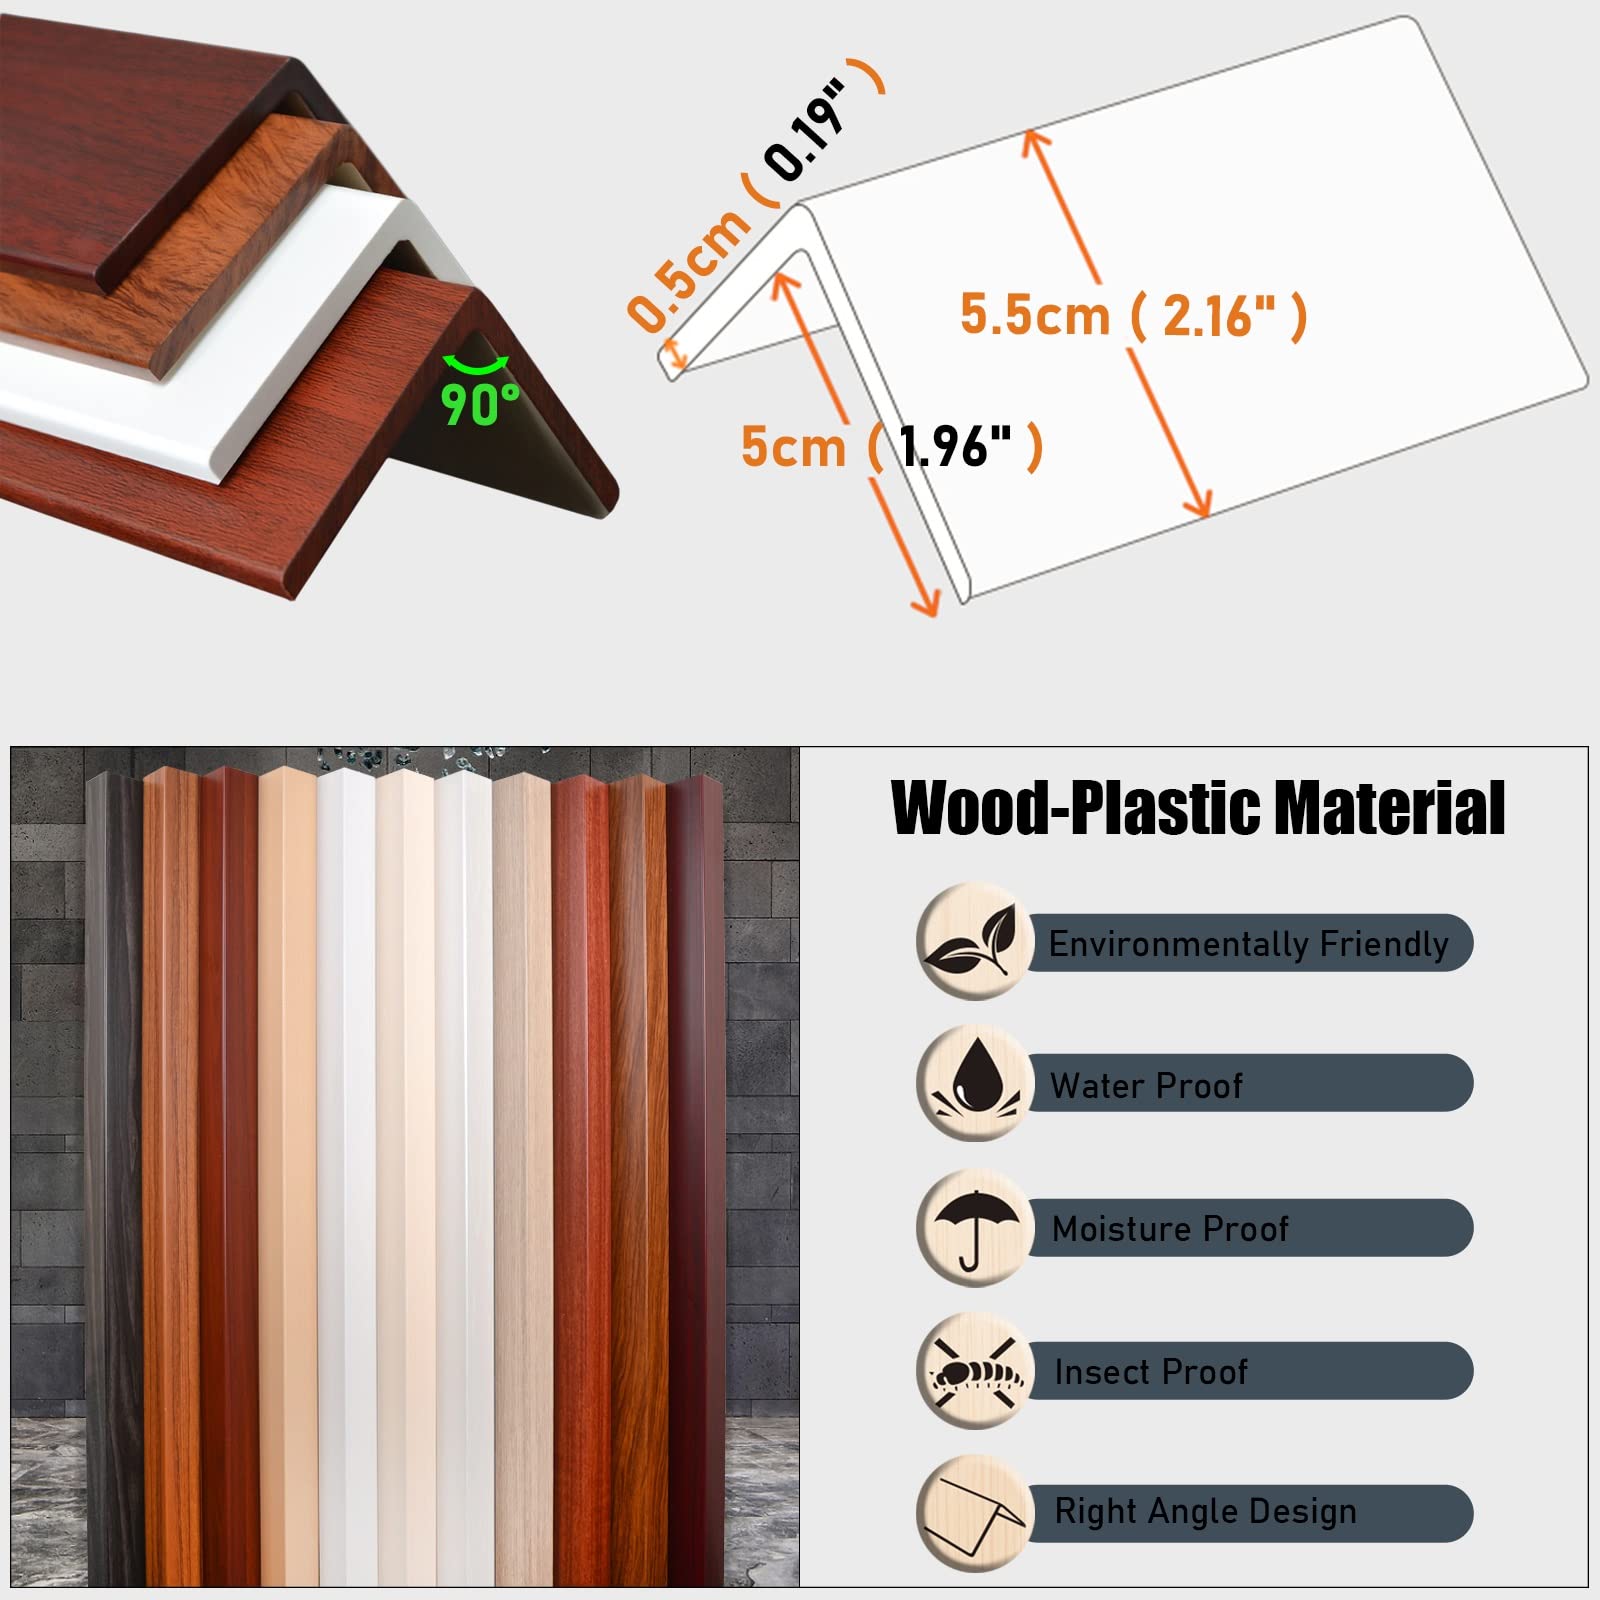 0.5cm ( 0.19" )
5.5cm ( 2.16" )
90°
5cm ( 1.96" )
Wood-Plastic Material
Environmentally Friendly
Water Proof
Moisture Proof
Insect Proof
Right Angle Design